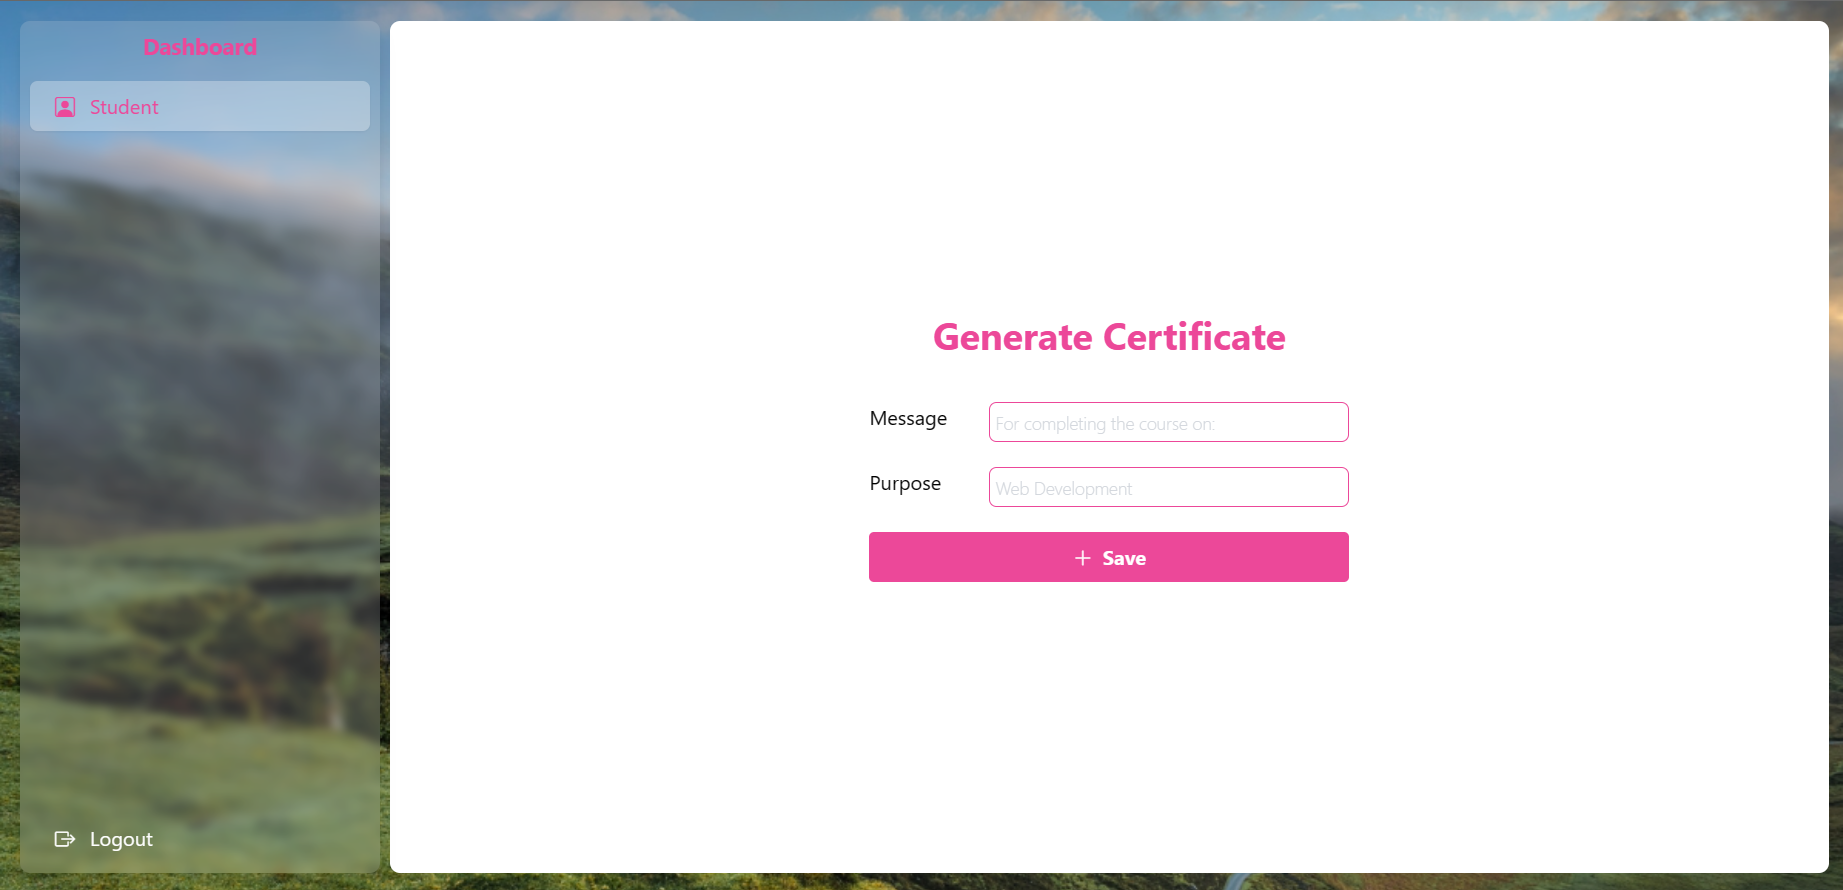 Dashboard
Student
Logout
Generate Certificate
Message
For completing the course on:
Purpose
Web Development
+ Save